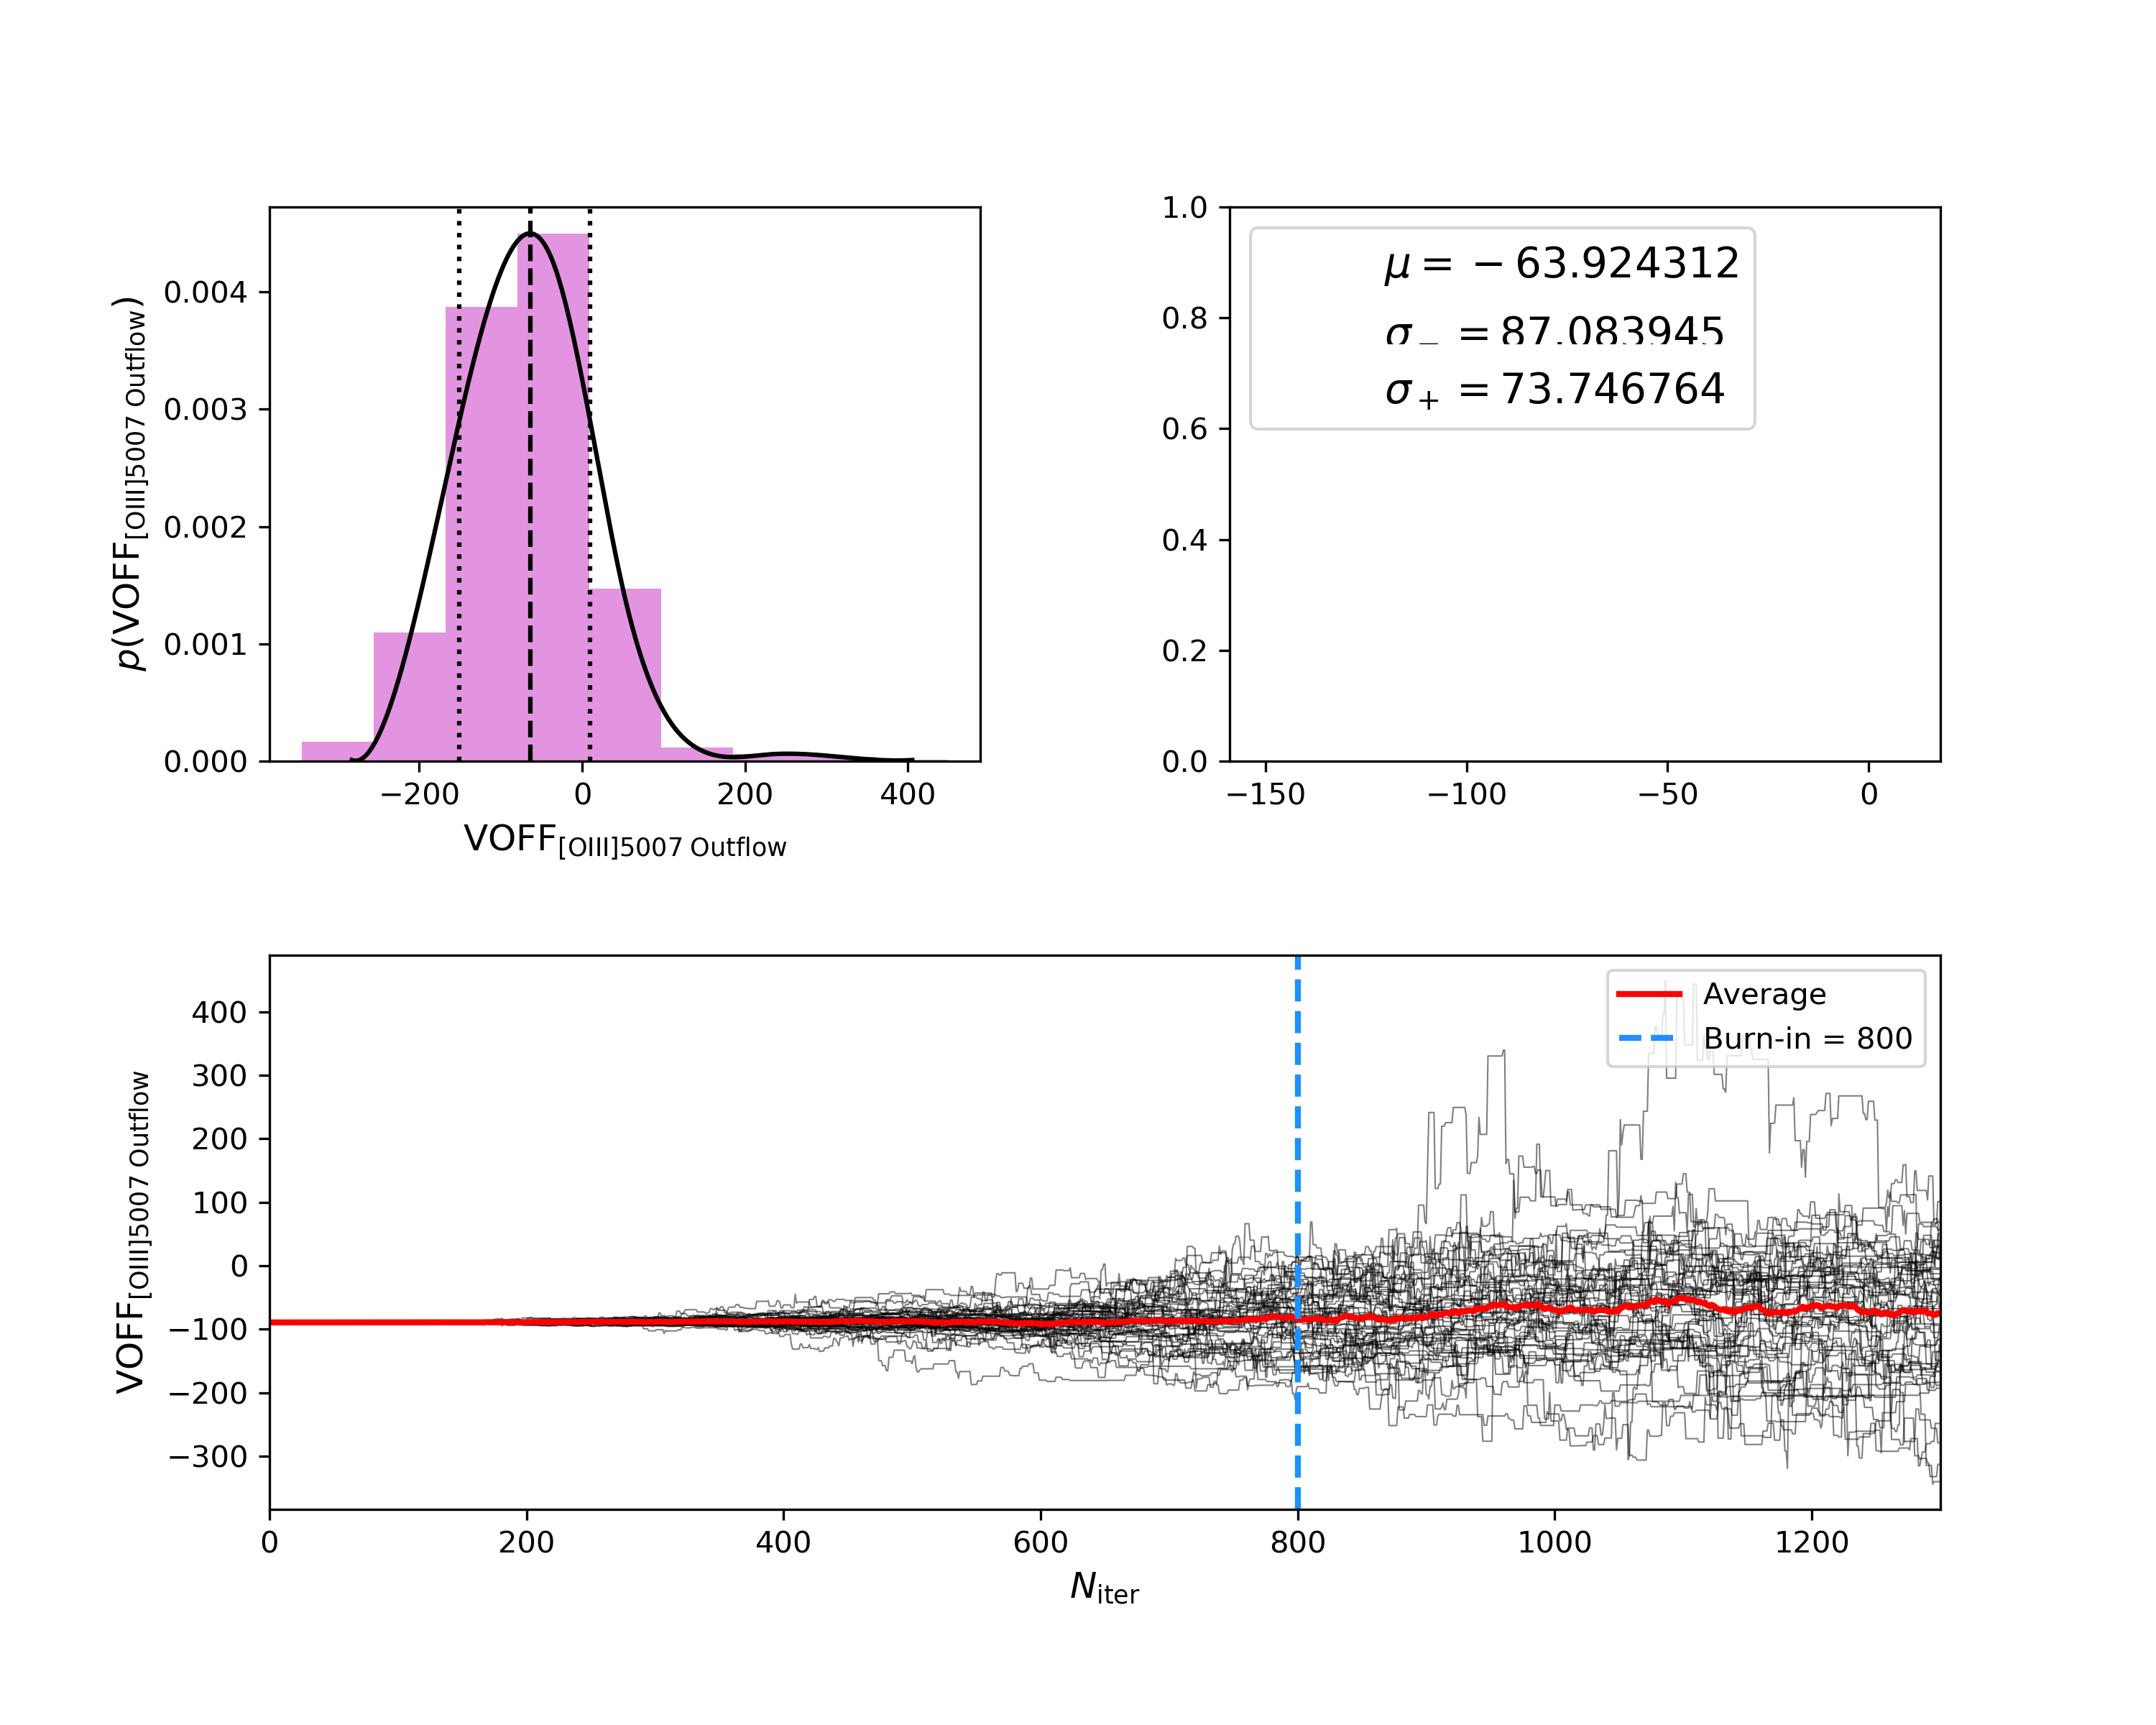 0.004
0.003
0.002
0.001
0.000
p(VOFF[OIII]5007 Outflow)
−200 0 200 400
VOFF[OIII]5007 Outflow
1.0
0.8
0.6
0.4
0.2
0.0
μ = − 63.924312
σ− = 87.083945
σ+ = 73.746764
−150 −100 −50 0
400
300
200
100
0
−100
−200
−300
VOFF[OIII]5007 Outflow
Average
Burn-in = 800
0 200 400 600 800 1000 1200
Niter